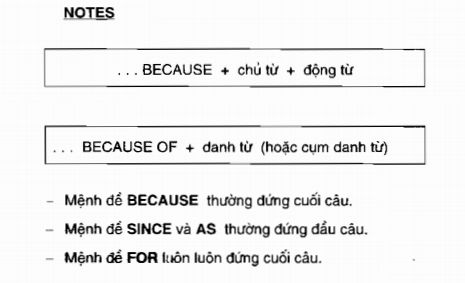 NOTES
... BECAUSE + chủ từ + động từ
... BECAUSE OF + danh từ (hoặc cụm danh từ)
– Mệnh đề BECAUSE thường đứng cuối câu.
– Mệnh đề SINCE và AS thường đứng đầu câu.
– Mệnh đề FOR luôn luôn đứng cuối câu.